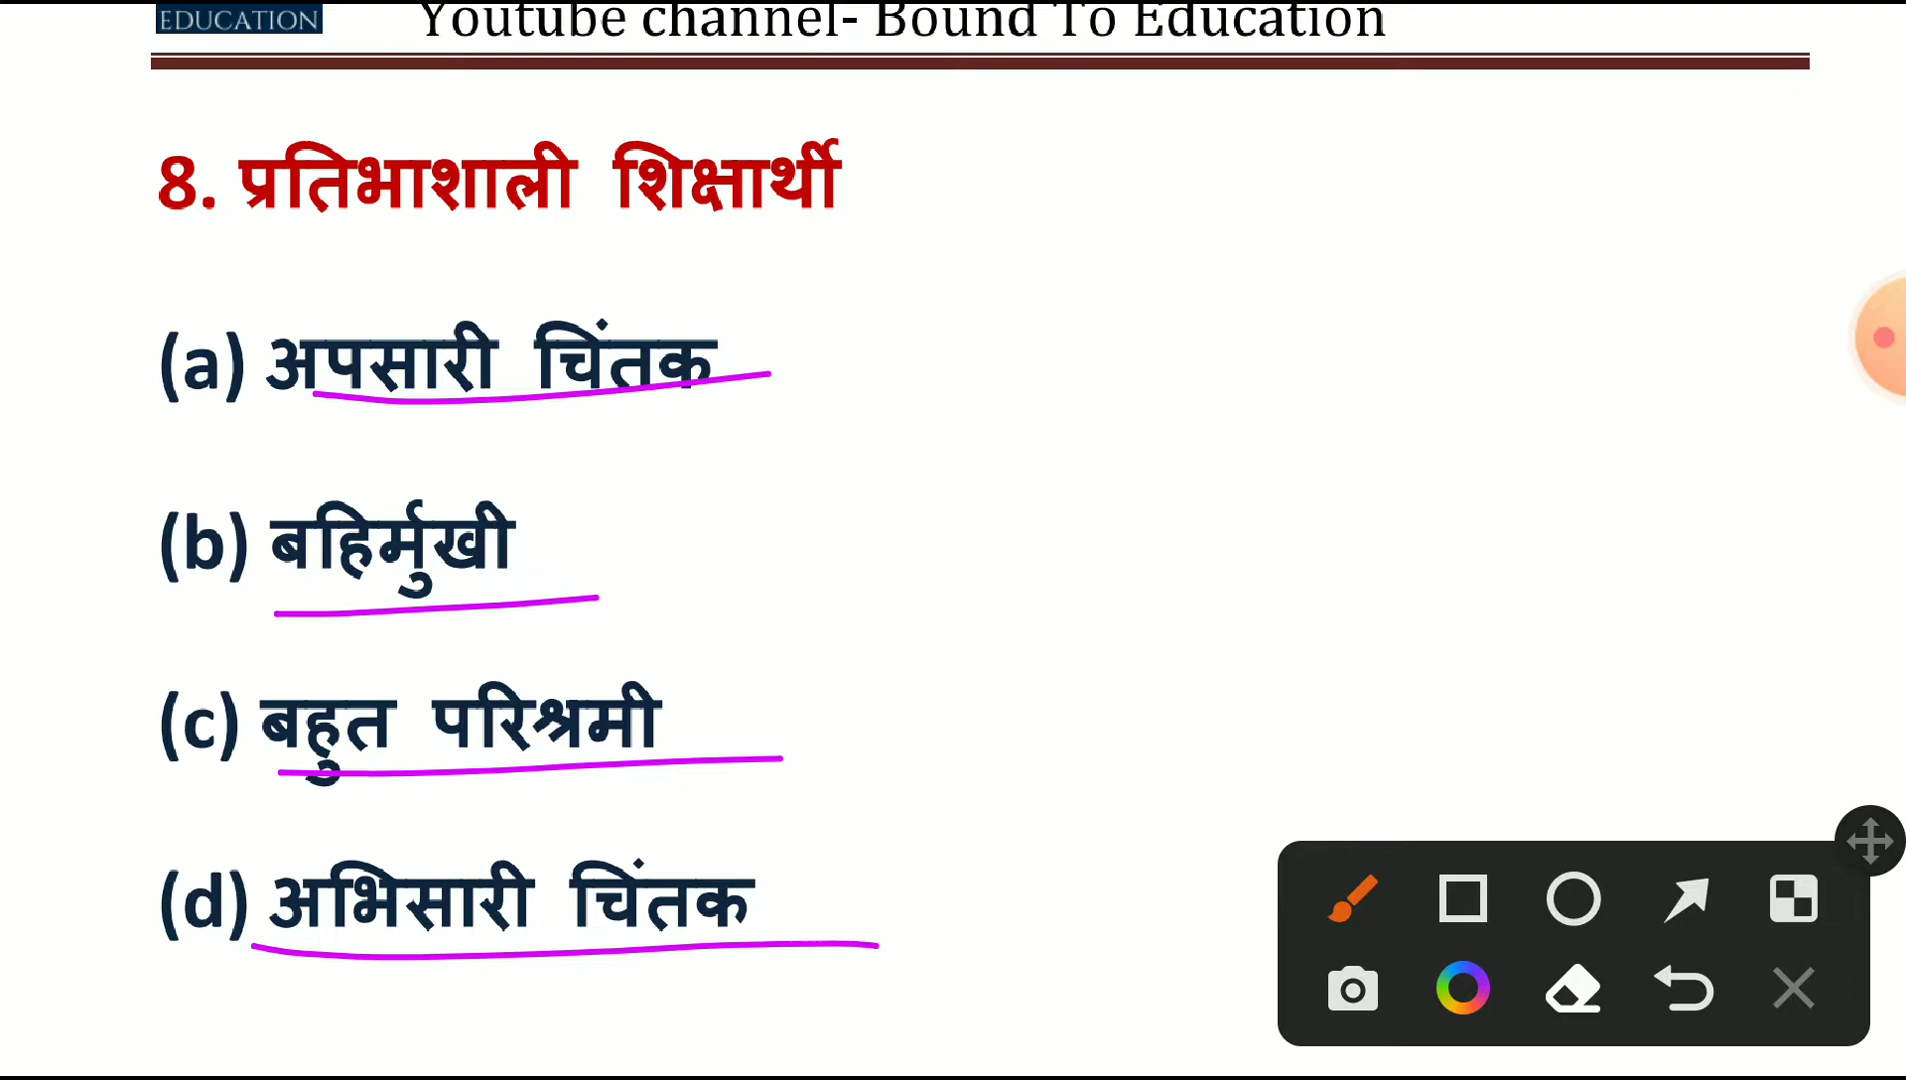 EDUCATION
Youtube channel- Bound To Education
8. प्रतिभाशाली शिक्षार्थी
(a) अपसारी चिंतक
(b) बहिर्मुखी
(c) बहुत परिश्रमी
(d) अभिसारी चिंतक